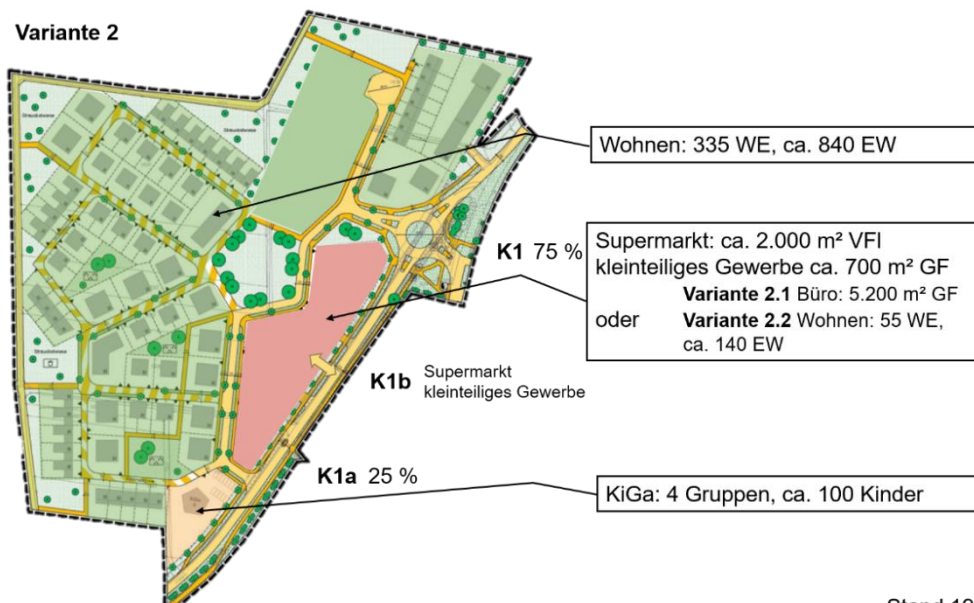 Variante 2
Wohnen: 335 WE, ca. 840 EW
K1 75 %
Supermarkt: ca. 2.000 m² VFl
kleinteiliges Gewerbe ca. 700 m² GF
Variante 2.1 Büro: 5.200 m² GF
oder Variante 2.2 Wohnen: 55 WE,
ca. 140 EW
K1b Supermarkt
kleinteiliges Gewerbe
K1a 25 %
KiGa: 4 Gruppen, ca. 100 Kinder